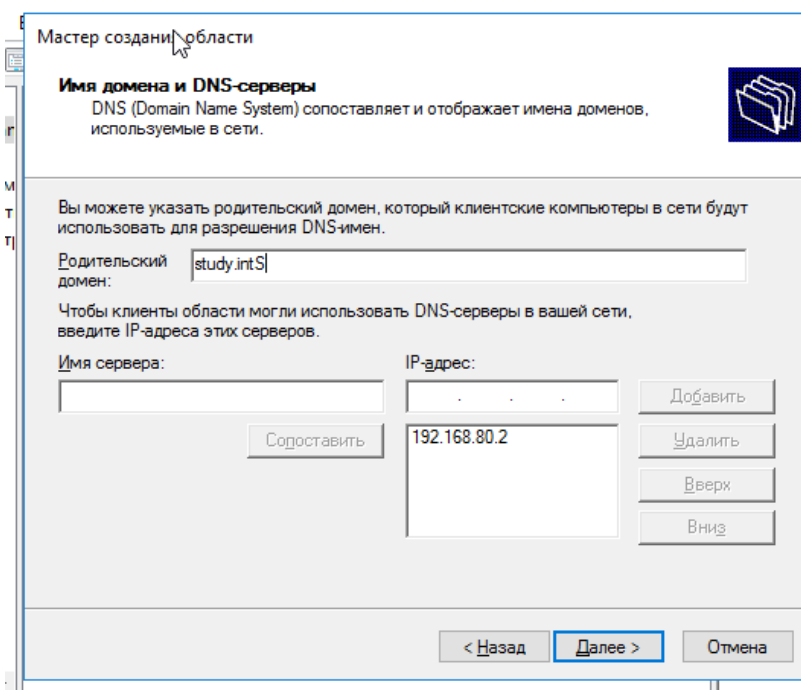 Мастер создания области
Имя домена и DNS-серверы
DNS (Domain Name System) сопоставляет и отображает имена доменов,
используемые в сети.
Вы можете указать родительский домен, который клиентские компьютеры в сети будут
использовать для разрешения DNS-имен.
Родительский
домен:
study.intS
Чтобы клиенты области могли использовать DNS-серверы в вашей сети,
введите IP-адреса этих серверов.
Имя сервера:
IP-адрес:
Добавить
Сопоставить
192.168.80.2
Удалить
Вверх
Вниз
< Назад
Далее >
Отмена